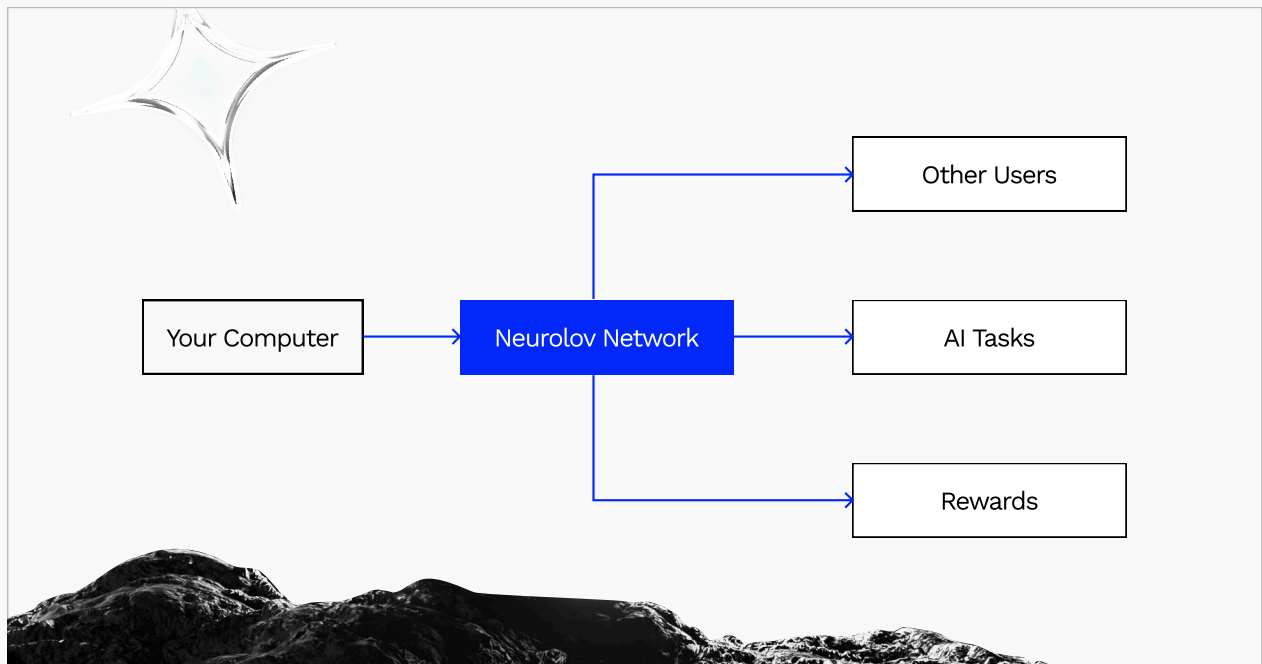 Other Users
Your Computer
Neurolov Network
AI Tasks
Rewards